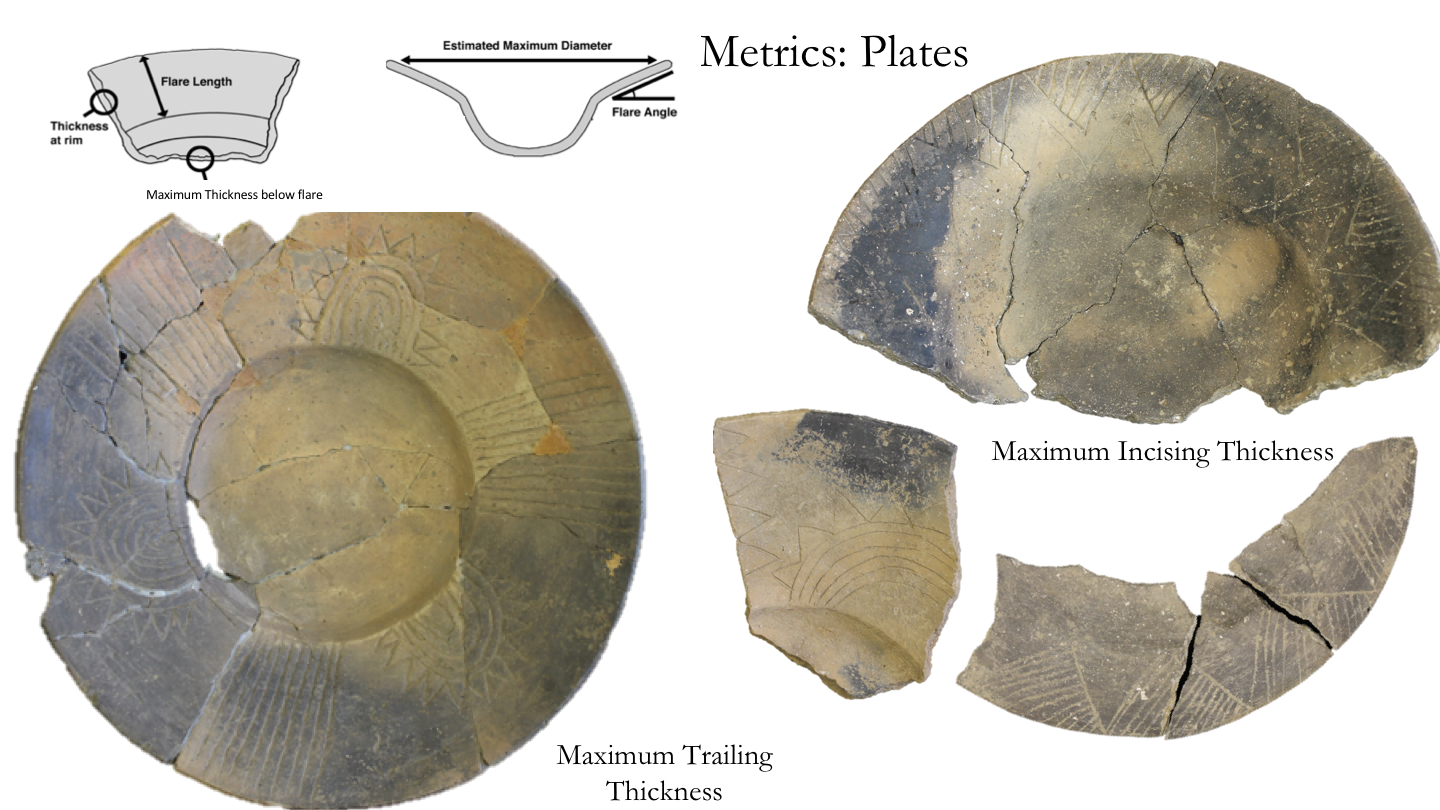 Metrics: Plates
Flare Length
Thickness
at rim
Maximum Thickness below flare
Estimated Maximum Diameter
Flare Angle
Maximum Incising Thickness
Maximum Trailing
Thickness